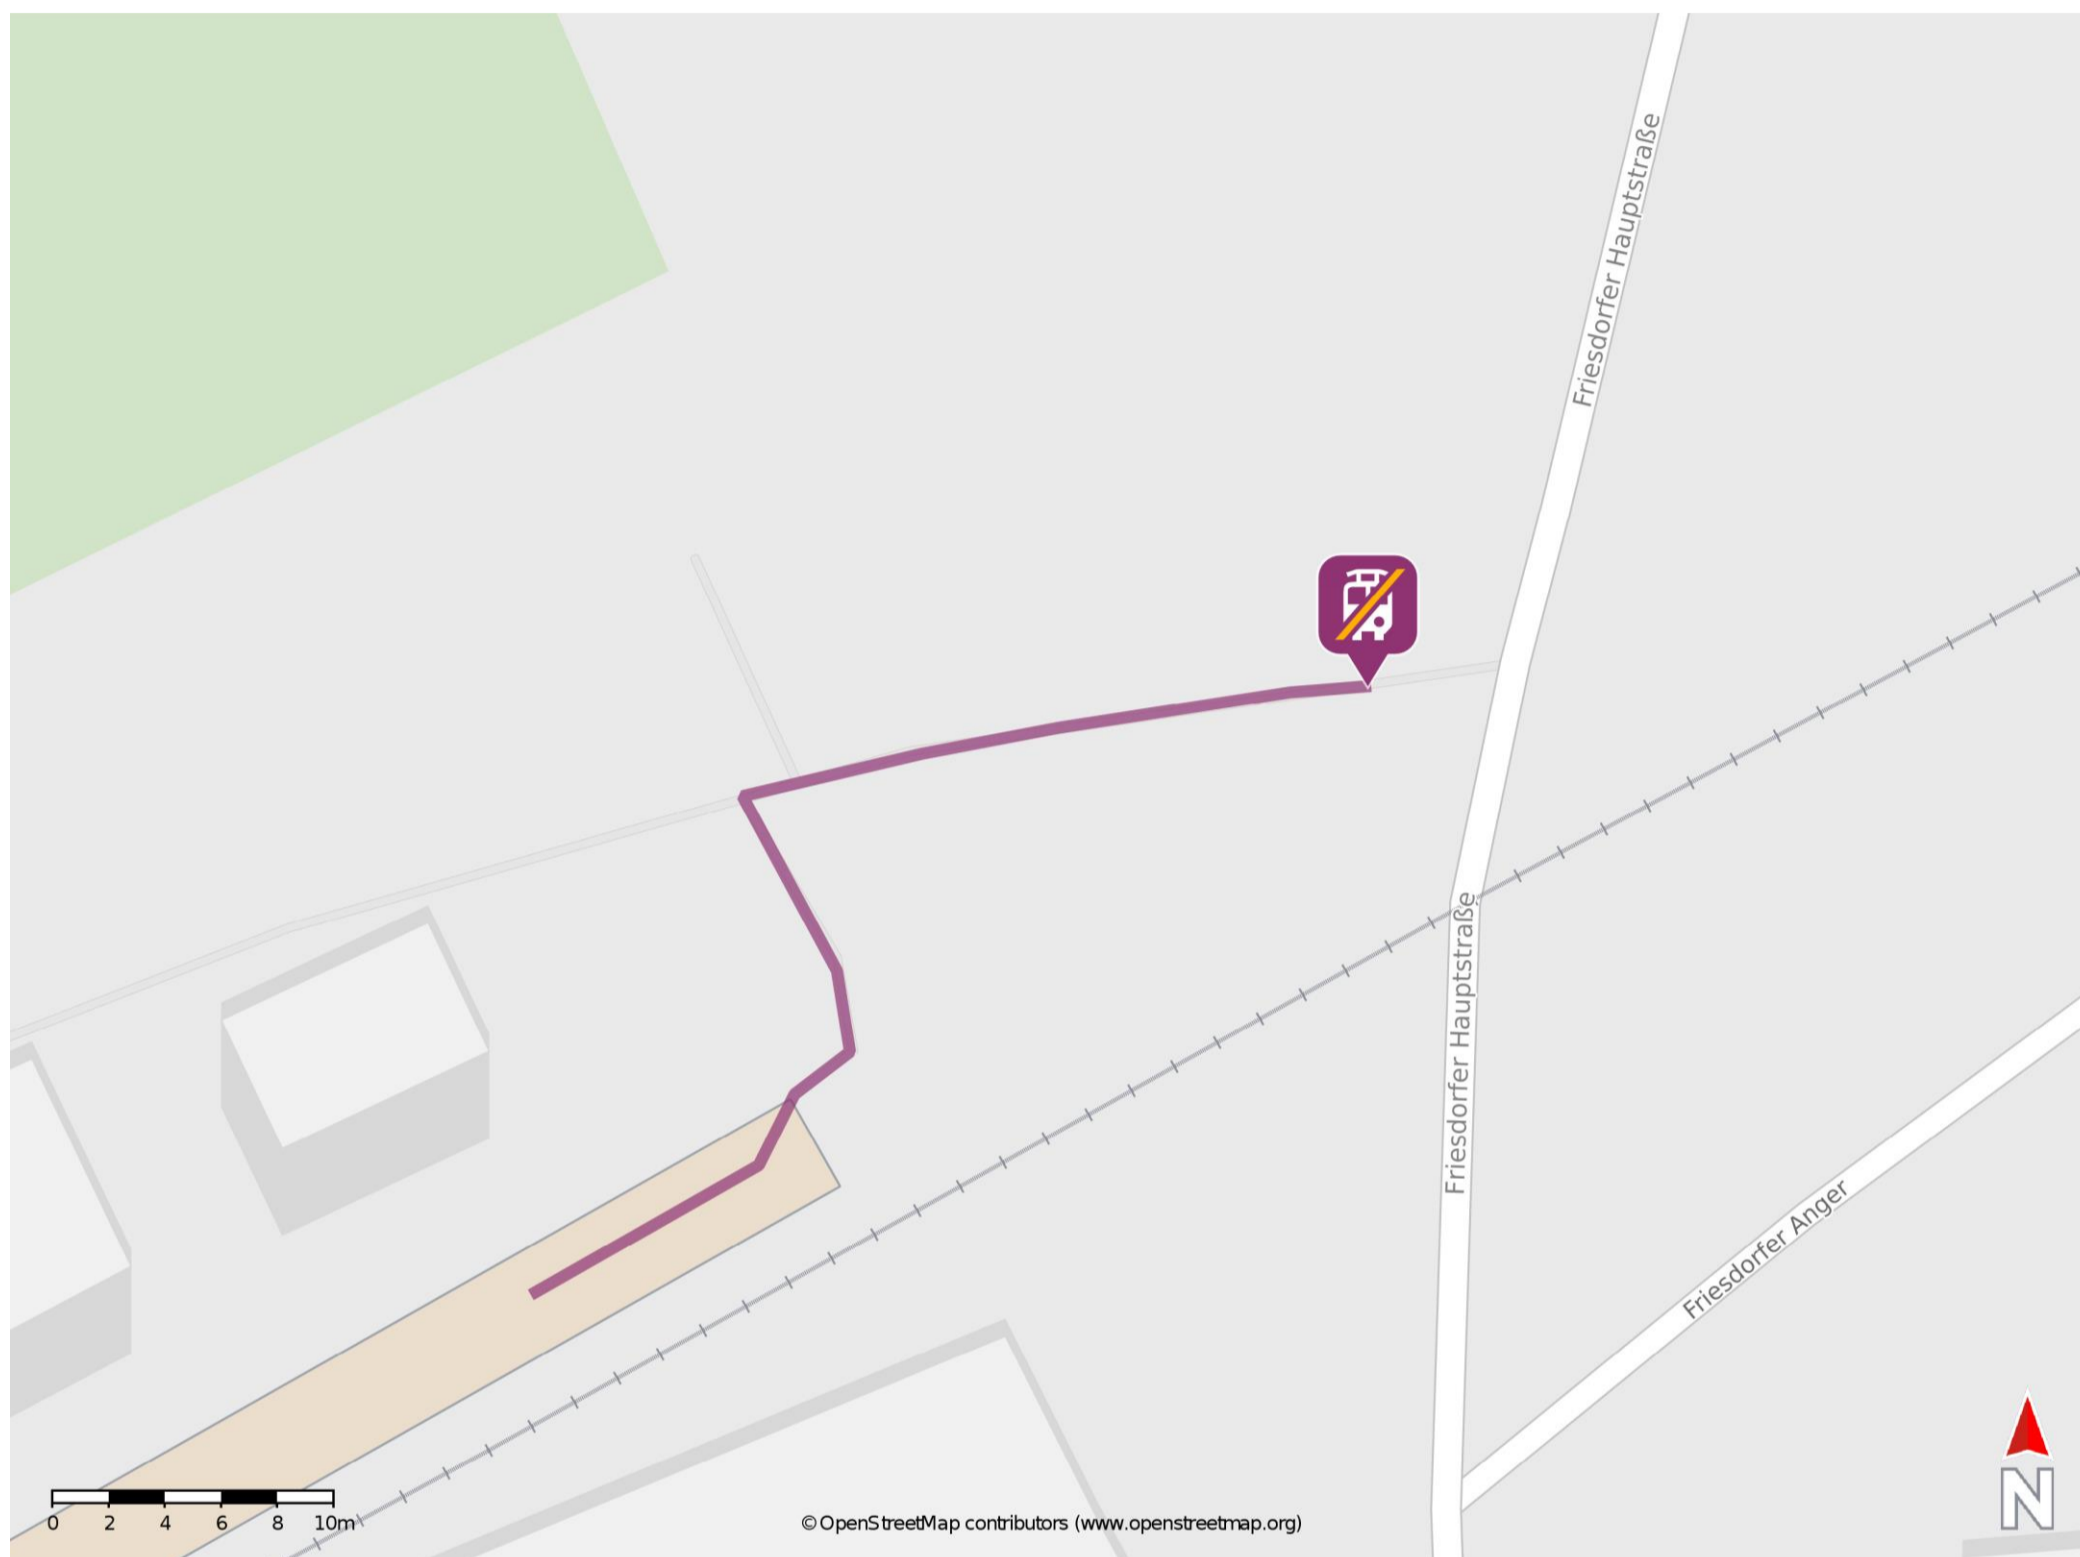 Friesdorfer Hauptstraße
Friesdorfer Hauptstraße
Friesdorfer Anger
0 2 4 6 8 10m
© OpenStreetMap contributors (www.openstreetmap.org)
N